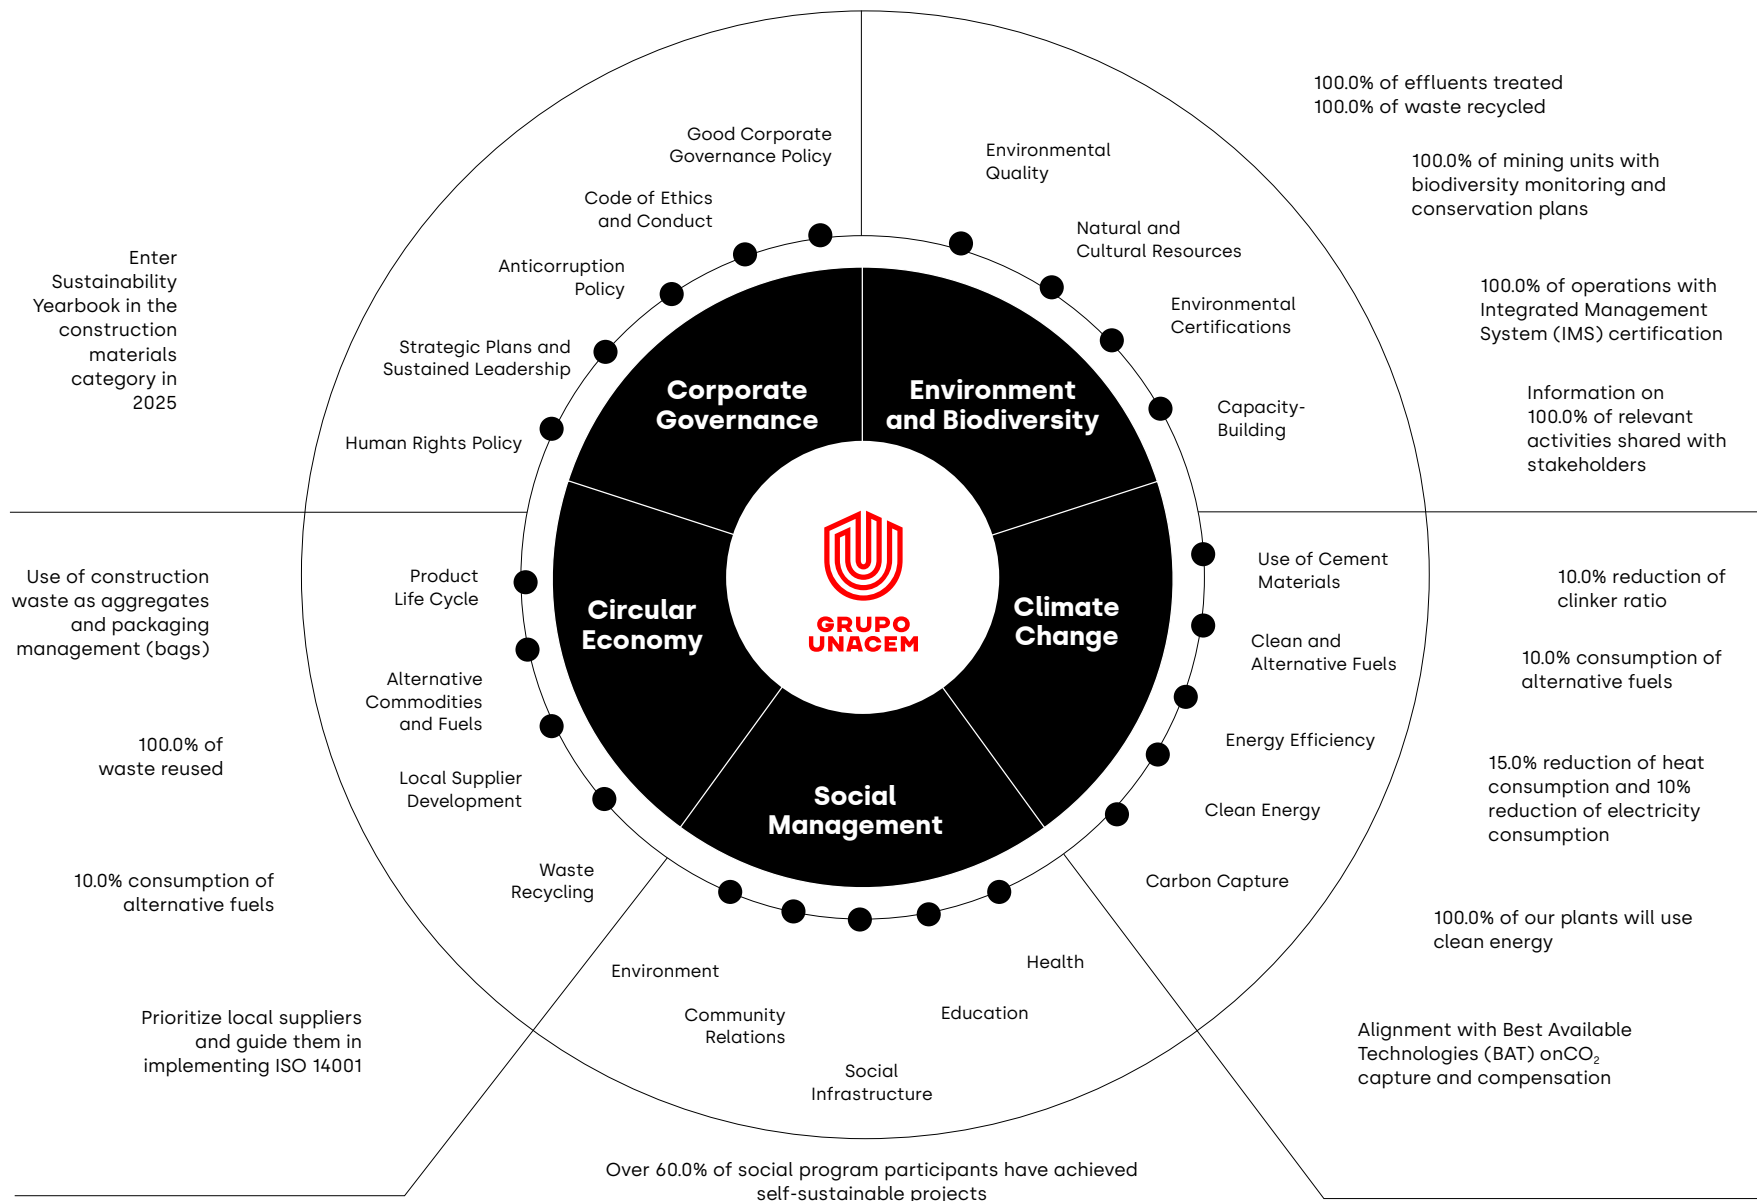 Good Corporate
Governance Policy
Code of Ethics
and Conduct
Anticorruption
Policy
Strategic Plans and
Sustained Leadership
Human Rights Policy
Enter
Sustainability
Yearbook in the
construction
materials
category in
2025
Corporate
Governance
Environmental
Quality
Natural and
Cultural Resources
Environmental
Certifications
Capacity-
Building
100.0% of effluents treated
100.0% of waste recycled
100.0% of mining units with
biodiversity monitoring and
conservation plans
100.0% of operations with
Integrated Management
System (IMS) certification
Information on
100.0% of relevant
activities shared with
stakeholders
Environment
and Biodiversity
GRUPO
UNACEM
Use of construction
waste as aggregates
and packaging
management (bags)
100.0% of
waste reused
10.0% consumption of
alternative fuels
Prioritize local suppliers
and guide them in
implementing ISO 14001
Product
Life Cycle
Alternative
Commodities
and Fuels
Local Supplier
Development
Waste
Recycling
Circular
Economy
Climate
Change
Use of Cement
Materials
Clean and
Alternative Fuels
Energy Efficiency
Clean Energy
Carbon Capture
10.0% reduction of
clinker ratio
10.0% consumption of
alternative fuels
15.0% reduction of heat
consumption and 10%
reduction of electricity
consumption
100.0% of our plants will use
clean energy
Alignment with Best Available
Technologies (BAT) onCO₂
capture and compensation
Social
Management
Environment
Community
Relations
Social
Infrastructure
Education
Health
Over 60.0% of social program participants have achieved
self-sustainable projects